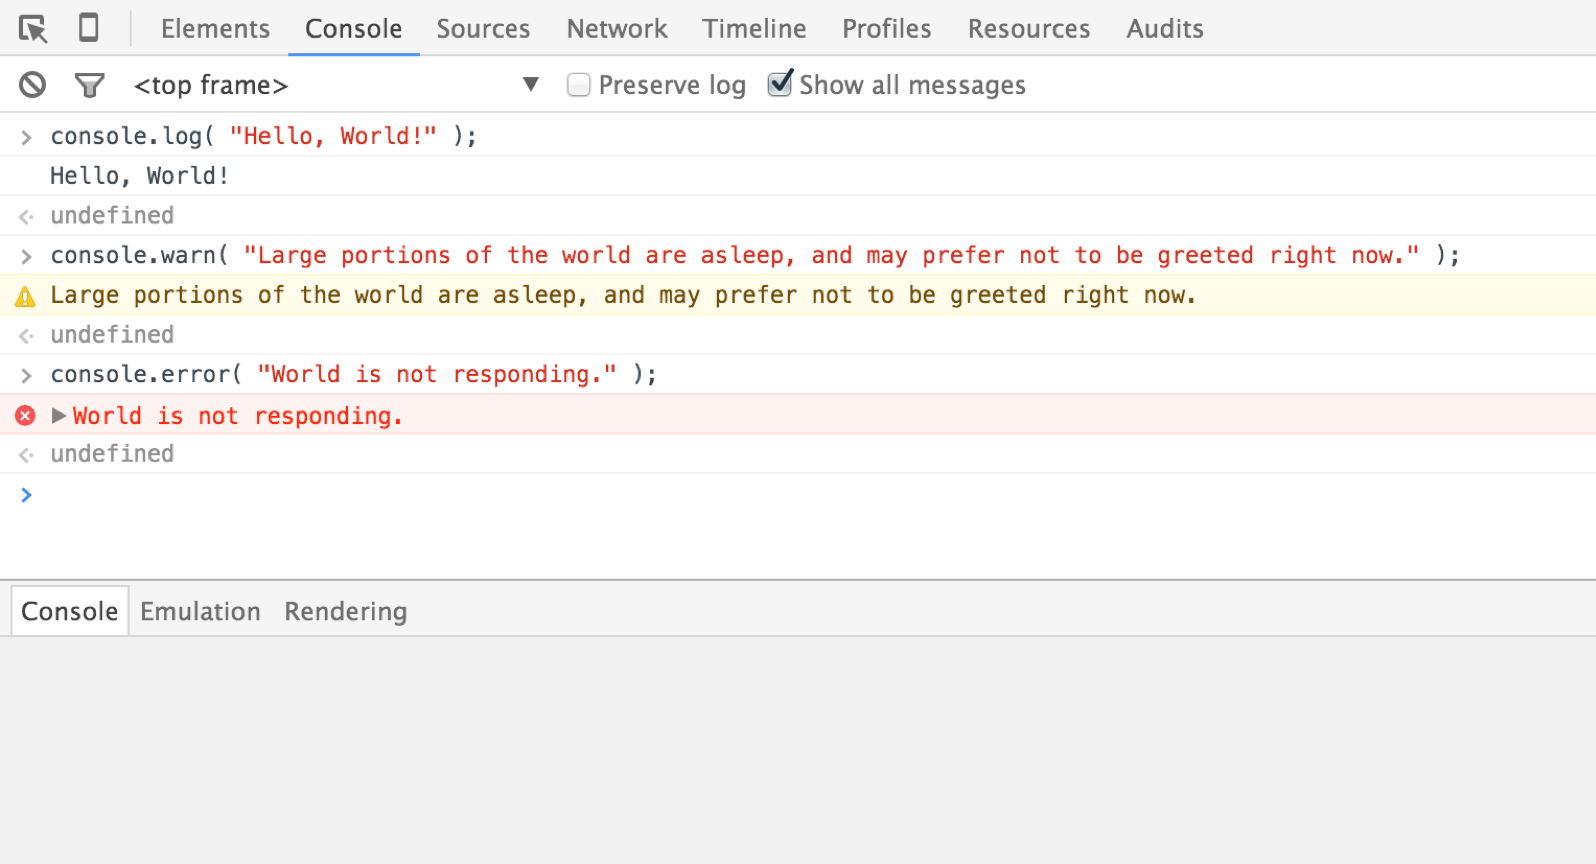 Elements Console Sources Network Timeline Profiles Resources Audits
<top frame> Preserve log Show all messages
console.log( "Hello, World!" );
Hello, World!
undefined
console.warn( "Large portions of the world are asleep, and may prefer not to be greeted right now." );
Large portions of the world are asleep, and may prefer not to be greeted right now.
undefined
console.error( "World is not responding." );
World is not responding.
undefined
Console Emulation Rendering